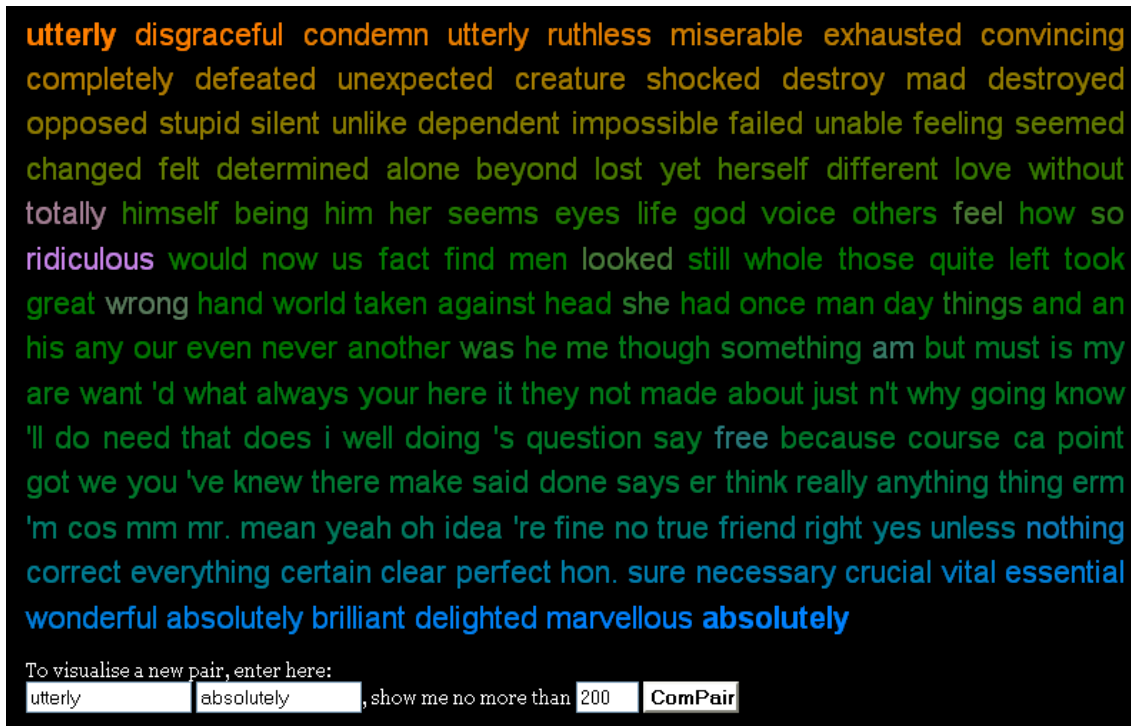 utterly disgraceful condemn utterly ruthless miserable exhausted convincing
completely defeated unexpected creature shocked destroy mad destroyed
opposed stupid silent unlike dependent impossible failed unable feeling seemed
changed felt determined alone beyond lost yet herself different love without
totally himself being him her seems eyes life god voice others feel how so
ridiculous would now us fact find men looked still whole those quite left took
great wrong hand world taken against head she had once man day things and an
his any our even never another was he me though something am but must is my
are want 'd what always your here it they not made about just n't why going know
'll do need that does i well doing 's question say free because course ca point
got we you 've knew there make said done says er think really anything thing erm
'm cos mm mr. mean yeah oh idea 're fine no true friend right yes unless nothing
correct everything certain clear perfect hon. sure necessary crucial vital essential
wonderful absolutely brilliant delighted marvellous absolutely
To visualise a new pair, enter here:
utterly absolutely , show me no more than 200 ComPair